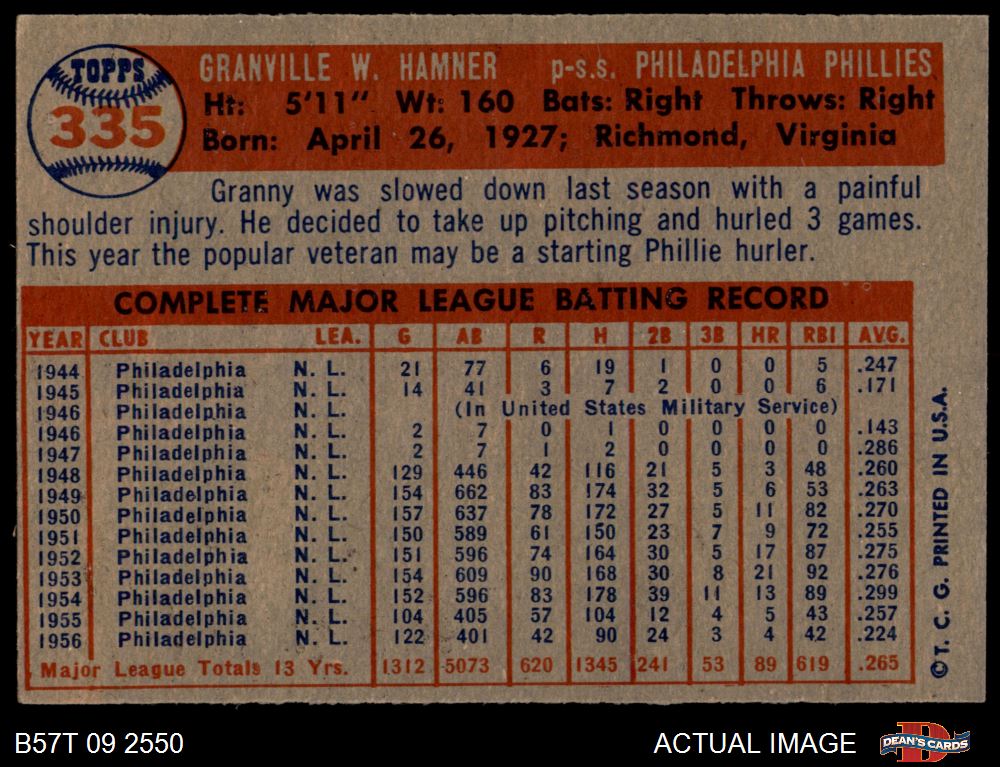 TOPPS
335
GRANVILLE W. HAMNER p-s.s. PHILADELPHIA PHILLIES
Ht: 5'11" Wt: 160 Bats: Right Throws: Right
Born: April 26, 1927; Richmond, Virginia
Granny was slowed down last season with a painful
shoulder injury. He decided to take up pitching and hurled 3 games.
This year the popular veteran may be a starting Phillie hurler.
COMPLETE MAJOR LEAGUE BATTING RECORD
YEAR CLUB LEA. G AB R H 2B 3B HR RBI AVG.
1944 Philadelphia N. L. 21 77 6 19 1 0 0 5 .247
1945 Philadelphia N. L. 14 41 3 7 2 0 0 6 .171
1946 Philadelphia N. L. (In United States Military Service)
1946 Philadelphia N. L. 2 7 0 1 0 0 0 0 .143
1947 Philadelphia N. L. 2 7 1 2 0 0 0 0 .286
1948 Philadelphia N. L. 129 446 42 116 21 5 3 48 .260
1949 Philadelphia N. L. 154 662 83 174 32 5 6 53 .263
1950 Philadelphia N. L. 157 637 78 172 27 5 11 82 .270
1951 Philadelphia N. L. 150 589 61 150 23 7 9 72 .255
1952 Philadelphia N. L. 151 596 74 164 30 5 17 87 .275
1953 Philadelphia N. L. 154 609 90 168 30 8 21 92 .276
1954 Philadelphia N. L. 152 596 83 178 39 11 13 89 .299
1955 Philadelphia N. L. 104 405 57 104 12 4 5 43 .257
1956 Philadelphia N. L. 122 401 42 90 24 3 4 42 .224
Major League Totals 13 Yrs. 1312 5073 620 1345 241 53 89 619 .265
©T. C. G. PRINTED IN U.S.A.
B57T 09 2550
ACTUAL IMAGE
D
DEAN'S CARDS